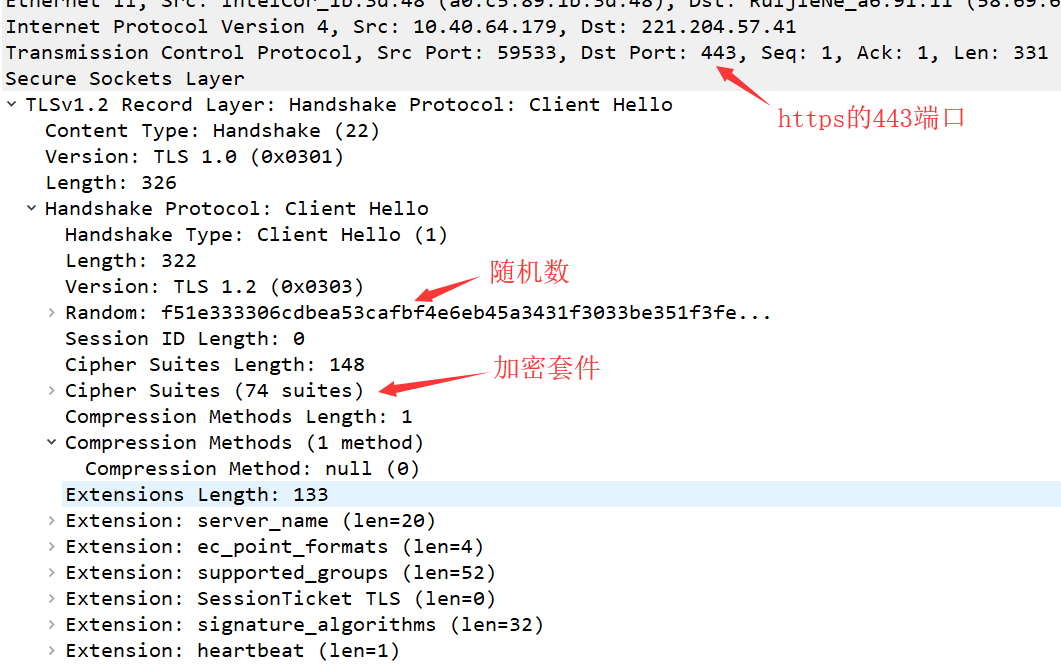 Ethernet II, Src: IntelCor_1b:3d:48 (a0:c5:89:1b:3d:48), Dst: RuijieNe_a6:91:11 (58:69:6
Internet Protocol Version 4, Src: 10.40.64.179, Dst: 221.204.57.41
Transmission Control Protocol, Src Port: 59533, Dst Port: 443, Seq: 1, Ack: 1, Len: 331
Secure Sockets Layer
TLSv1.2 Record Layer: Handshake Protocol: Client Hello
https的443端口
Content Type: Handshake (22)
Version: TLS 1.0 (0x0301)
Length: 326
Handshake Protocol: Client Hello
Handshake Type: Client Hello (1)
Length: 322
随机数
Version: TLS 1.2 (0x0303)
Random: f51e333306cdbea53cafbf4e6eb45a3431f3033be351f3fe...
Session ID Length: 0
Cipher Suites Length: 148
加密套件
Cipher Suites (74 suites)
Compression Methods Length: 1
Compression Methods (1 method)
Compression Method: null (0)
Extensions Length: 133
Extension: server_name (len=20)
Extension: ec_point_formats (len=4)
Extension: supported_groups (len=52)
Extension: SessionTicket TLS (len=0)
Extension: signature_algorithms (len=32)
Extension: heartbeat (len=1)